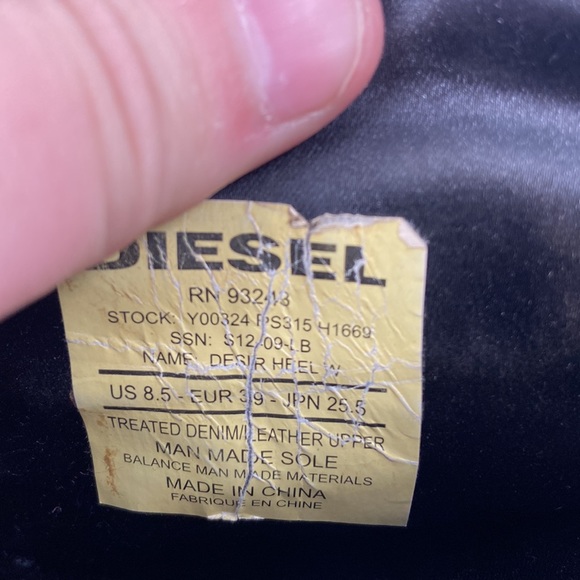 DIESEL
RN 93243
STOCK: Y00324 PS315 H1669
SSN: S12-09-LB
NAME: DESIR HEEL W
US 8.5 - EUR 39 - JPN 25.5
TREATED DENIM/LEATHER UPPER
MAN MADE SOLE
BALANCE MAN MADE MATERIALS
MADE IN CHINA
FABRIQUE EN CHINE